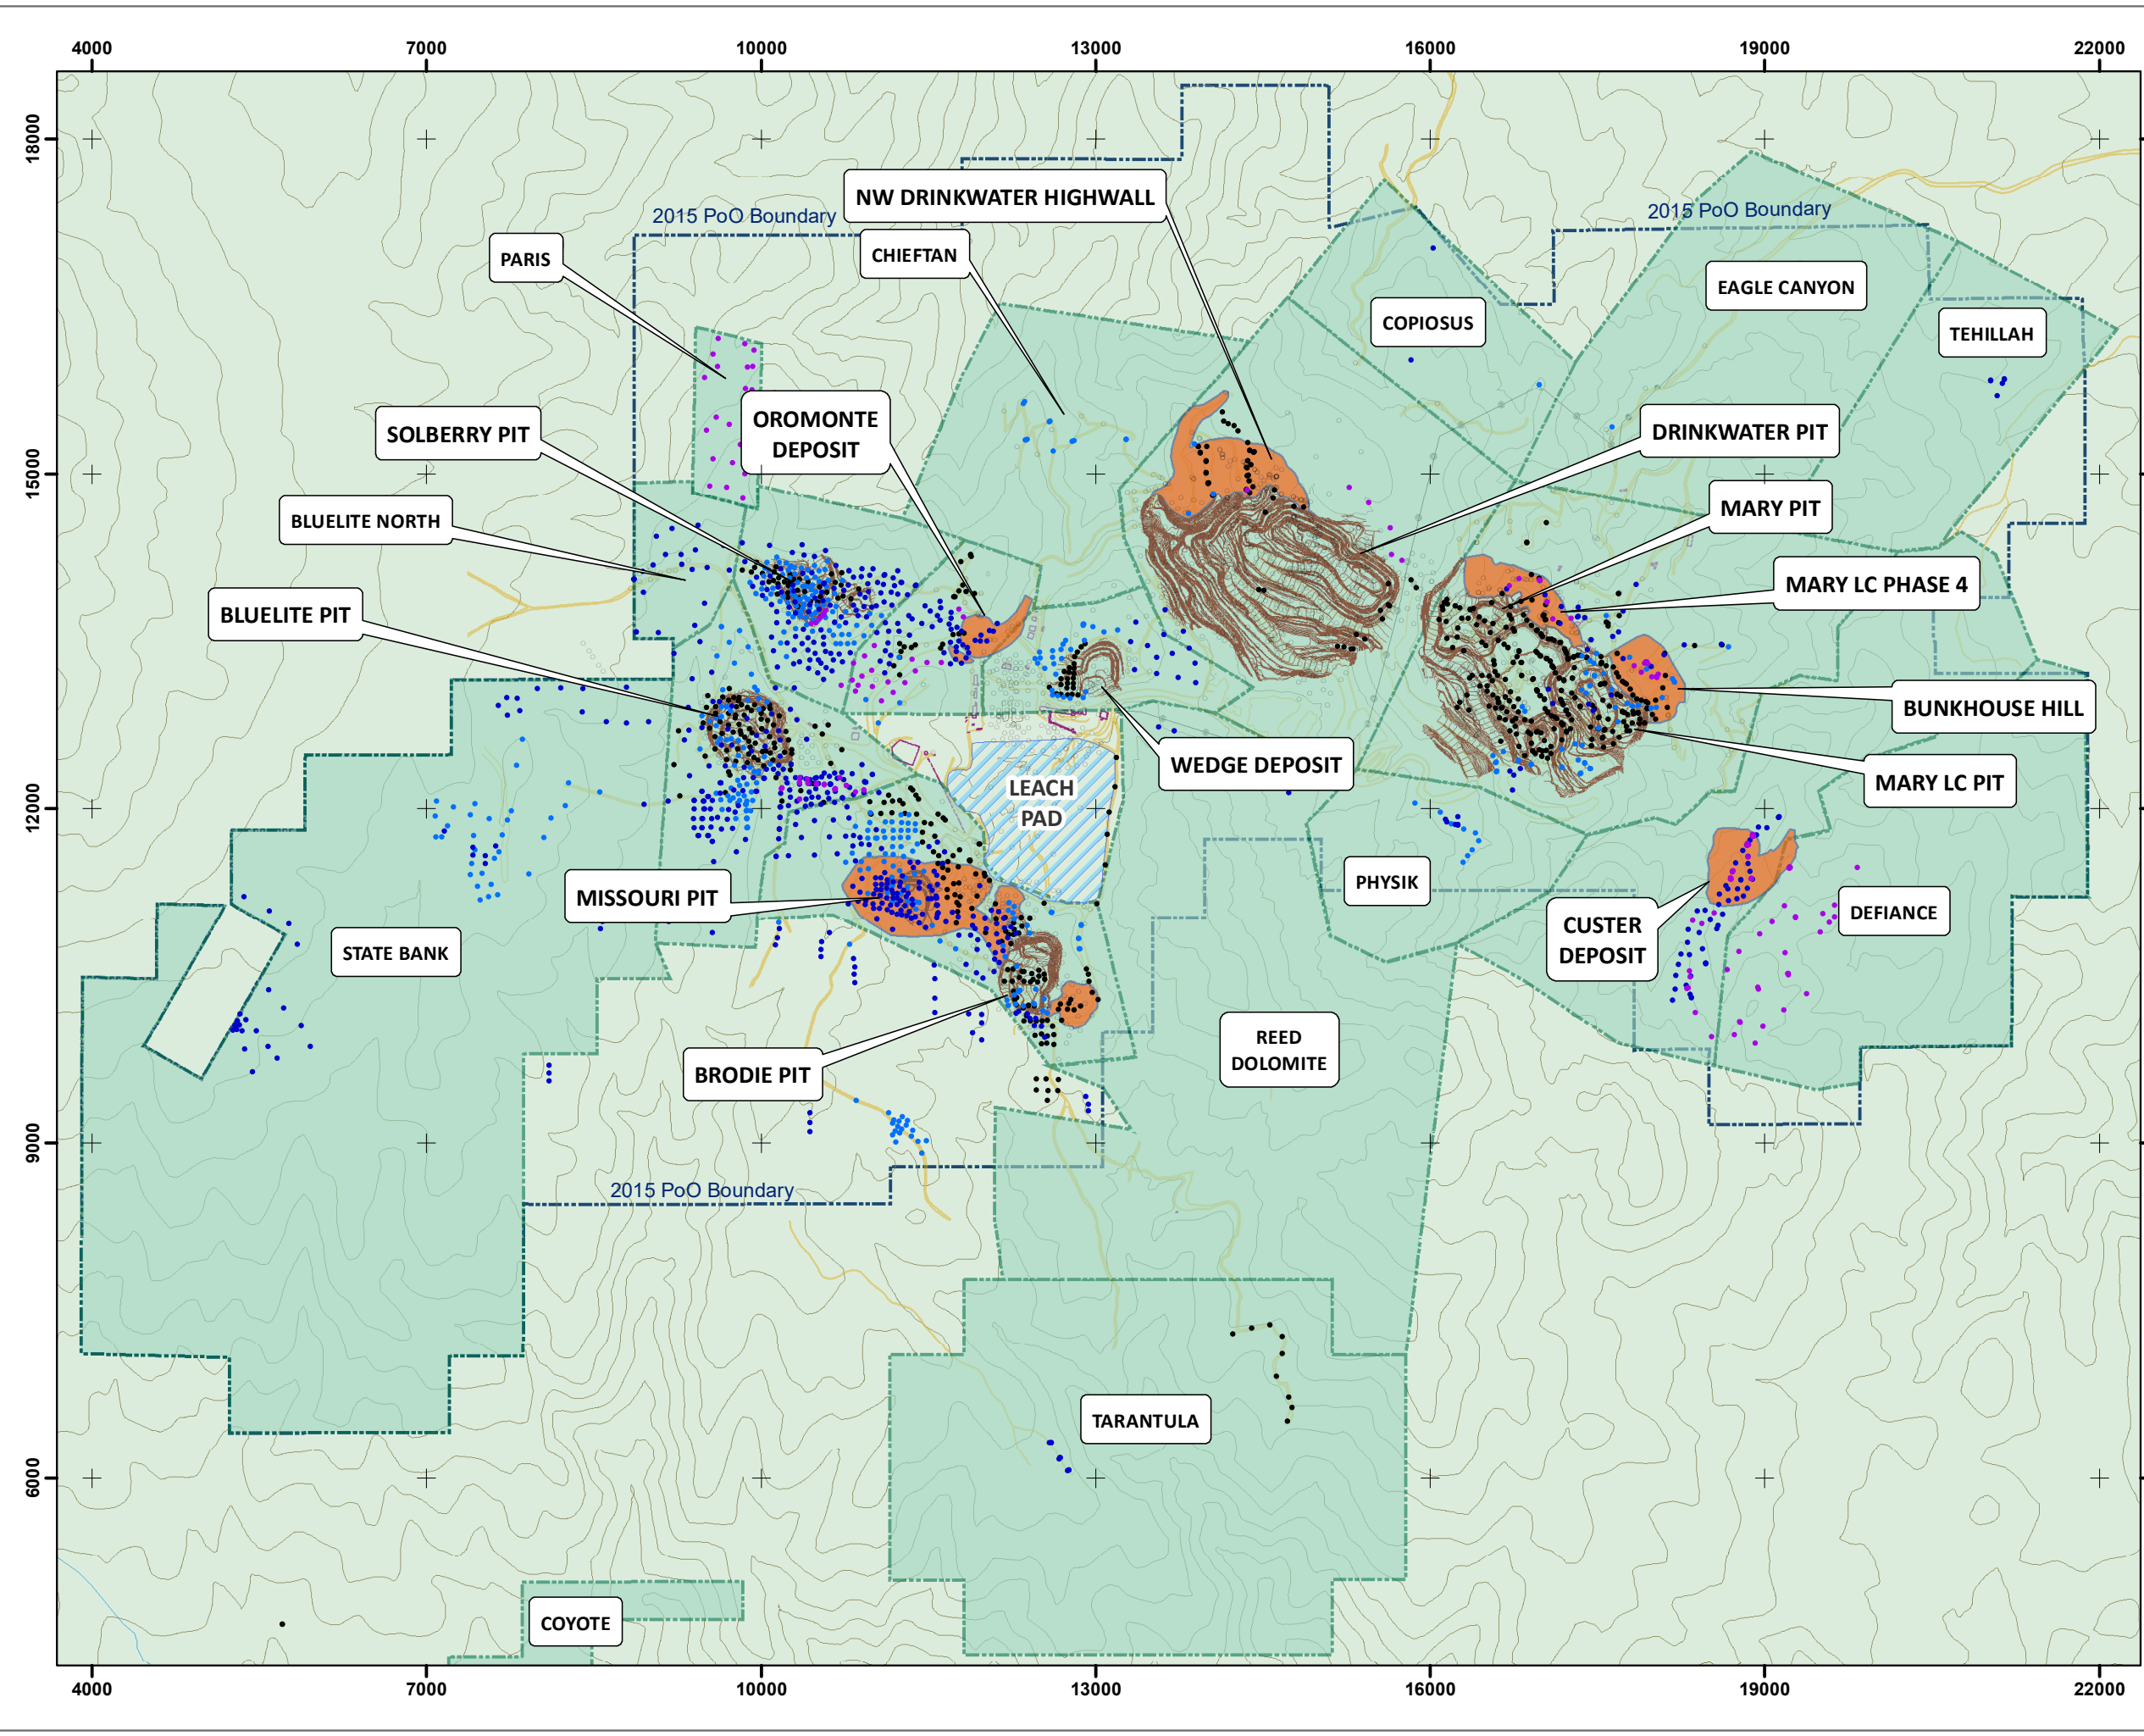 4000 7000 10000 13000 16000 19000 22000
18000
NW DRINKWATER HIGHWALL
2015 PoO Boundary
2015 PoO Boundary
PARIS
CHIEFTAN
EAGLE CANYON
COPIOSUS
TEHILLAH
SOLBERRY PIT
OROMONTE
DEPOSIT
DRINKWATER PIT
15000
BLUELITE NORTH
MARY PIT
MARY LC PHASE 4
BLUELITE PIT
BUNKHOUSE HILL
WEDGE DEPOSIT
MARY LC PIT
LEACH
PAD
12000
MISSOURI PIT
PHYSIK
DEFIANCE
CUSTER
DEPOSIT
STATE BANK
REED
DOLOMITE
BRODIE PIT
9000
2015 PoO Boundary
TARANTULA
6000
COYOTE
4000 7000 10000 13000 16000 19000 22000